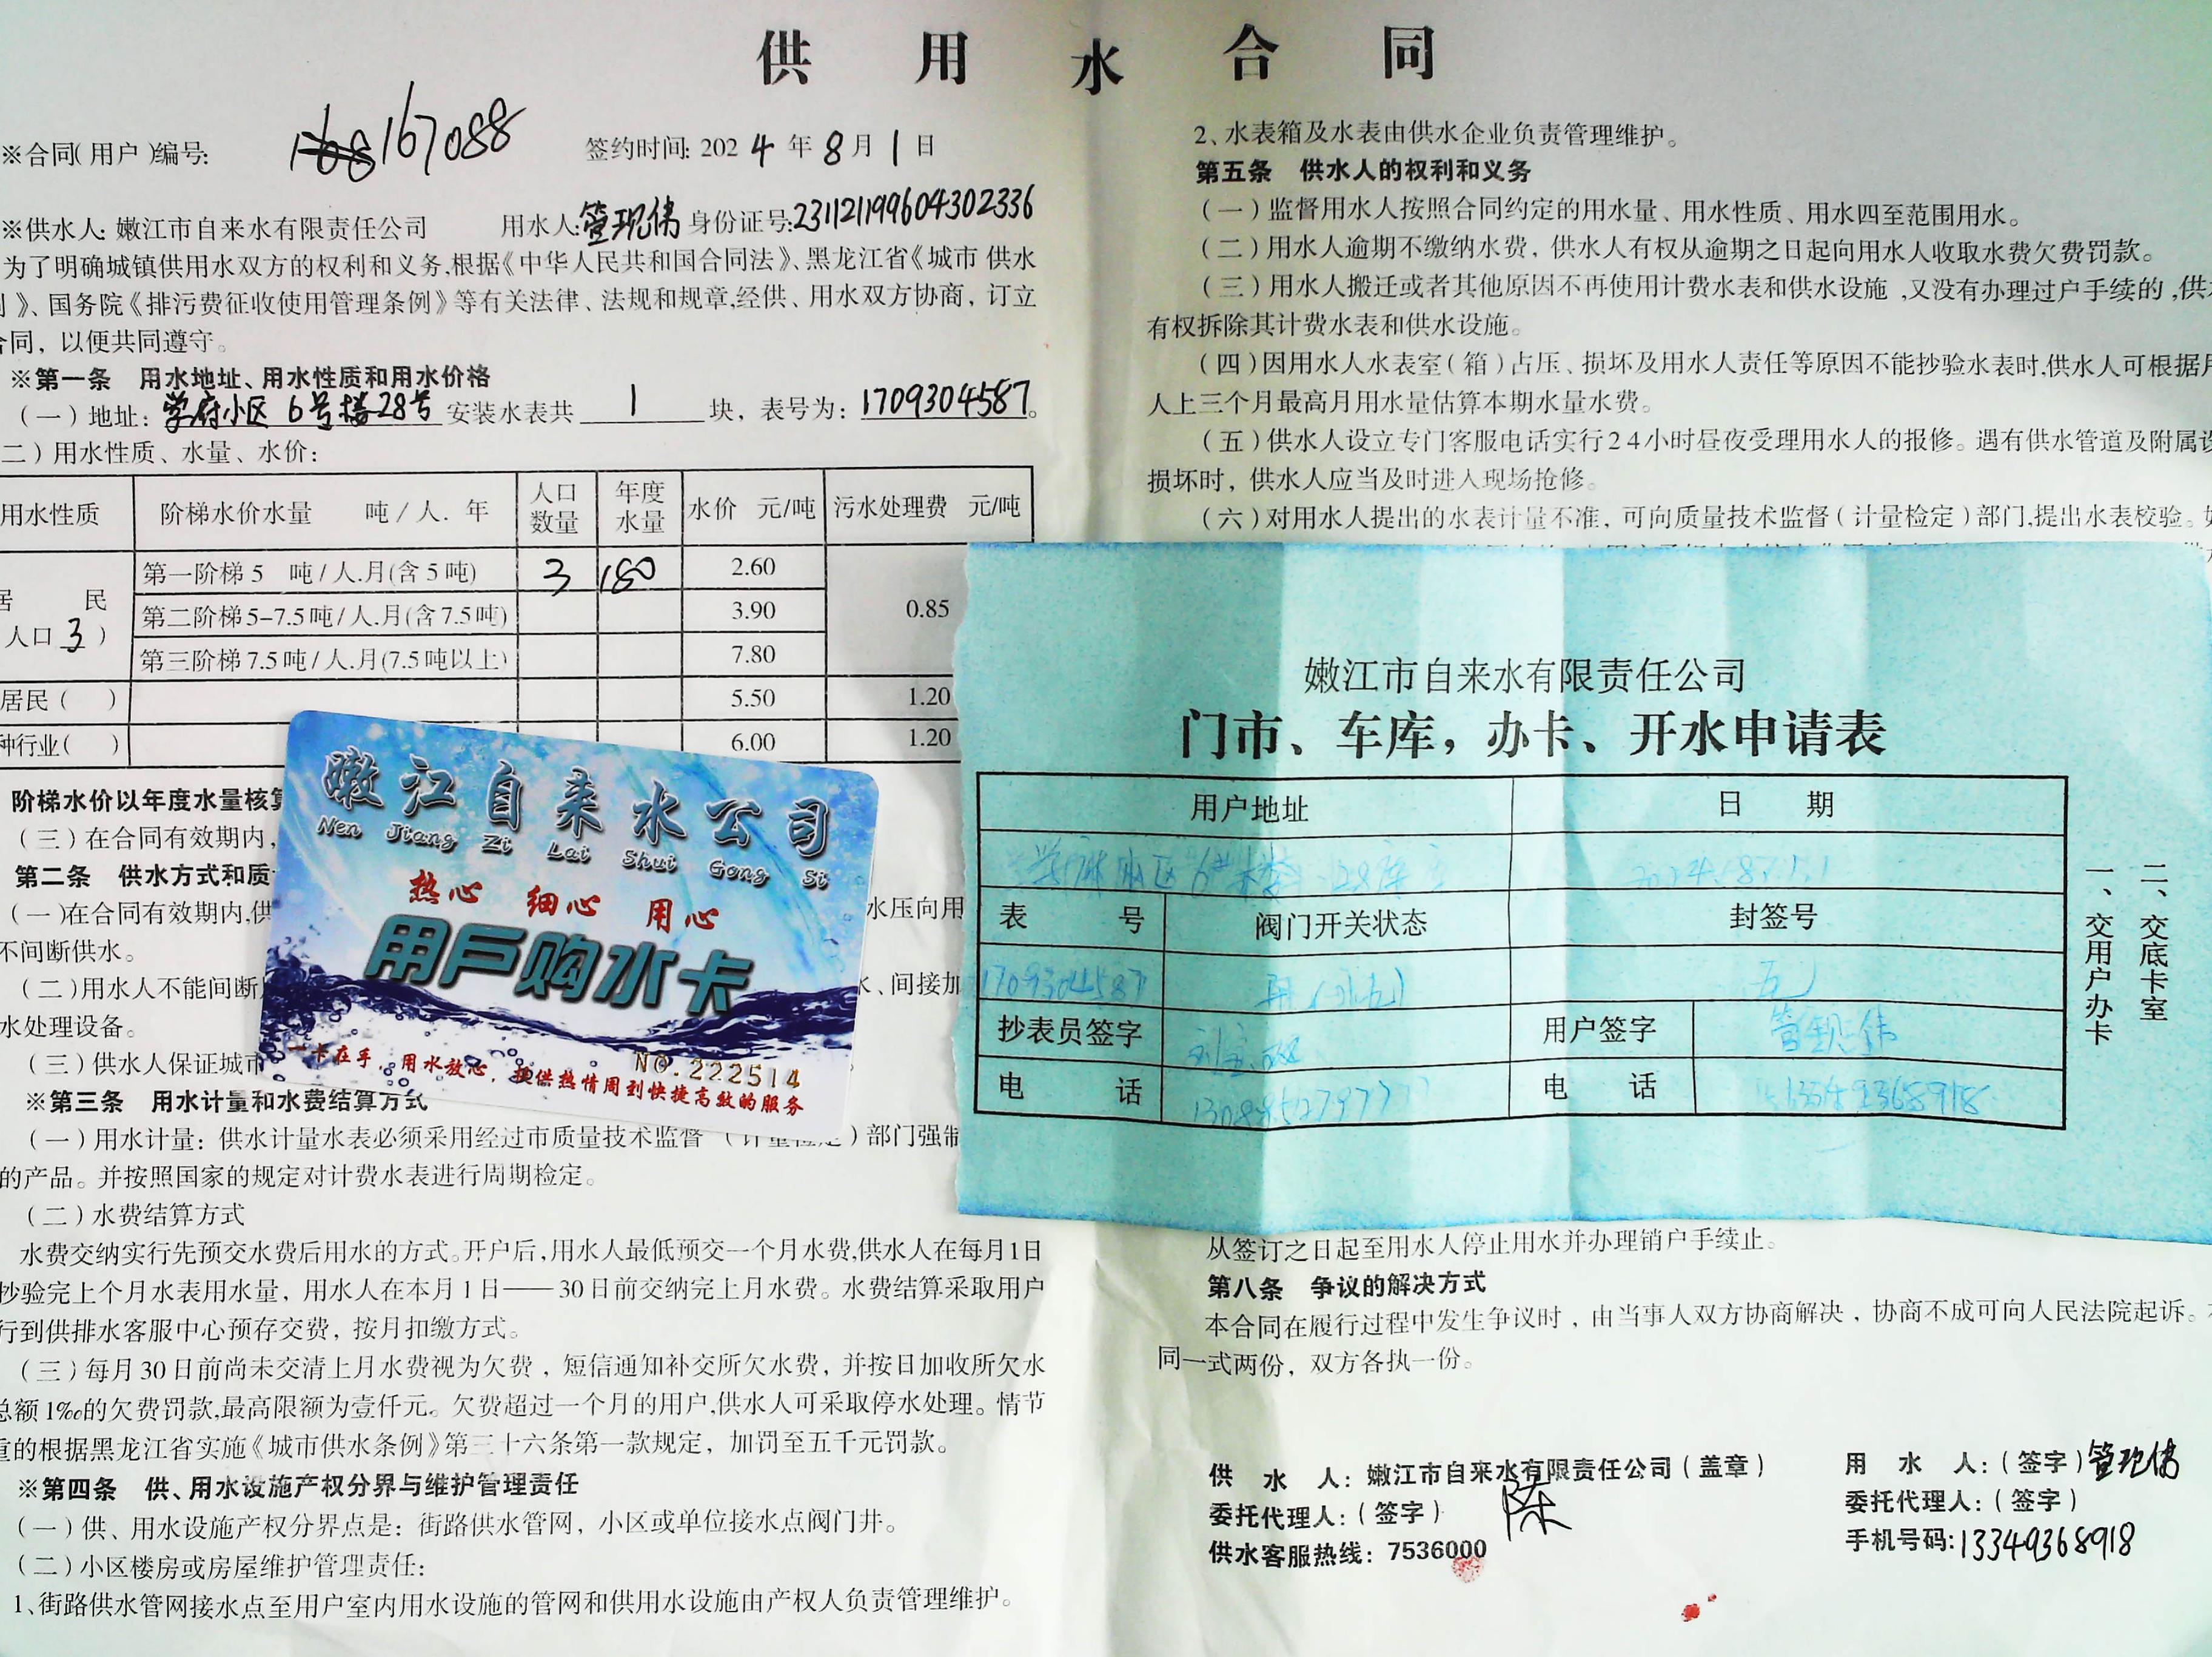 供用水合同
※合同(用户)编号: 167088 签约时间: 2024年8月1日
※供水人: 嫩江市自来水有限责任公司 用水人: 管现伟 身份证号: 231121199604302336
为了明确城镇供用水双方的权利和义务,根据《中华人民共和国合同法》、黑龙江省《城市供水
》、国务院《排污费征收使用管理条例》等有关法律、法规和规章,经供、用水双方协商，订立
合同，以便共同遵守。
※第一条 用水地址、用水性质和用水价格
(一)地址: 学府小区6号楼28号 安装水表共 1 块，表号为: 1709304587。
二)用水性质、水量、水价:
用水性质 阶梯水价水量 吨/人.年 人口数量 年度水量 水价 元/吨 污水处理费 元/吨
居民 人口3) 第一阶梯5 吨/人.月(含5吨) 3 180 2.60 0.85
第二阶梯5-7.5吨/人.月(含7.5吨) 3.90
第三阶梯7.5吨/人.月(7.5吨以上) 7.80
居民( ) 5.50 1.20
种行业( ) 6.00 1.20
阶梯水价以年度水量核算
(三)在合同有效期内,
第二条 供水方式和质
(一)在合同有效期内,供 水压向用
不间断供水。
(二)用水人不能间断 水、间接加
水处理设备。
(三)供水人保证城市
※第三条 用水计量和水费结算方式
(一)用水计量: 供水计量水表必须采用经过市质量技术监督(计量检定)部门强制
的产品。并按照国家的规定对计费水表进行周期检定。
(二)水费结算方式
水费交纳实行先预交水费后用水的方式。开户后,用水人最低预交一个月水费,供水人在每月1日
抄验完上个月水表用水量，用水人在本月1日——30日前交纳完上月水费。水费结算采取用户
行到供排水客服中心预存交费，按月扣缴方式。
(三)每月30日前尚未交清上月水费视为欠费，短信通知补交所欠水费，并按日加收所欠水
总额1‰的欠费罚款,最高限额为壹仟元。欠费超过一个月的用户,供水人可采取停水处理。情节
重的根据黑龙江省实施《城市供水条例》第三十六条第一款规定，加罚至五千元罚款。
※第四条 供、用水设施产权分界与维护管理责任
(一)供、用水设施产权分界点是: 街路供水管网，小区或单位接水点阀门井。
(二)小区楼房或房屋维护管理责任:
1、街路供水管网接水点至用户室内用水设施的管网和供用水设施由产权人负责管理维护。
2、水表箱及水表由供水企业负责管理维护。
第五条 供水人的权利和义务
(一)监督用水人按照合同约定的用水量、用水性质、用水四至范围用水。
(二)用水人逾期不缴纳水费，供水人有权从逾期之日起向用水人收取水费欠费罚款。
(三)用水人搬迁或者其他原因不再使用计费水表和供水设施,又没有办理过户手续的,供水
有权拆除其计费水表和供水设施。
(四)因用水人水表室(箱)占压、损坏及用水人责任等原因不能抄验水表时,供水人可根据用
人上三个月最高月用水量估算本期水量水费。
(五)供水人设立专门客服电话实行24小时昼夜受理用水人的报修。遇有供水管道及附属设
损坏时，供水人应当及时进入现场抢修。
(六)对用水人提出的水表计量不准，可向质量技术监督(计量检定)部门,提出水表校验。
从签订之日起至用水人停止用水并办理销户手续止。
第八条 争议的解决方式
本合同在履行过程中发生争议时，由当事人双方协商解决，协商不成可向人民法院起诉。
同一式两份，双方各执一份。
供水人: 嫩江市自来水有限责任公司(盖章) 用水人:(签字)管现伟
委托代理人:(签字) 陈 委托代理人:(签字)
供水客服热线: 7536000 手机号码: 13349368918
嫩江自来水公司
Nen Jiang Zi Lai Shui Gong Si
热心 细心 用心
用户购水卡
NO.222514
一卡在手，用水放心，提供热情周到快捷高效的服务
嫩江市自来水有限责任公司
门市、车库，办卡、开水申请表
用户地址 日期
学府小区6#楼28库
表号 阀门开关状态 封签号
1709304587 无
抄表员签字 用户签字 管现伟
电话 电话 13349368918
一、交用户办卡
二、交底卡室